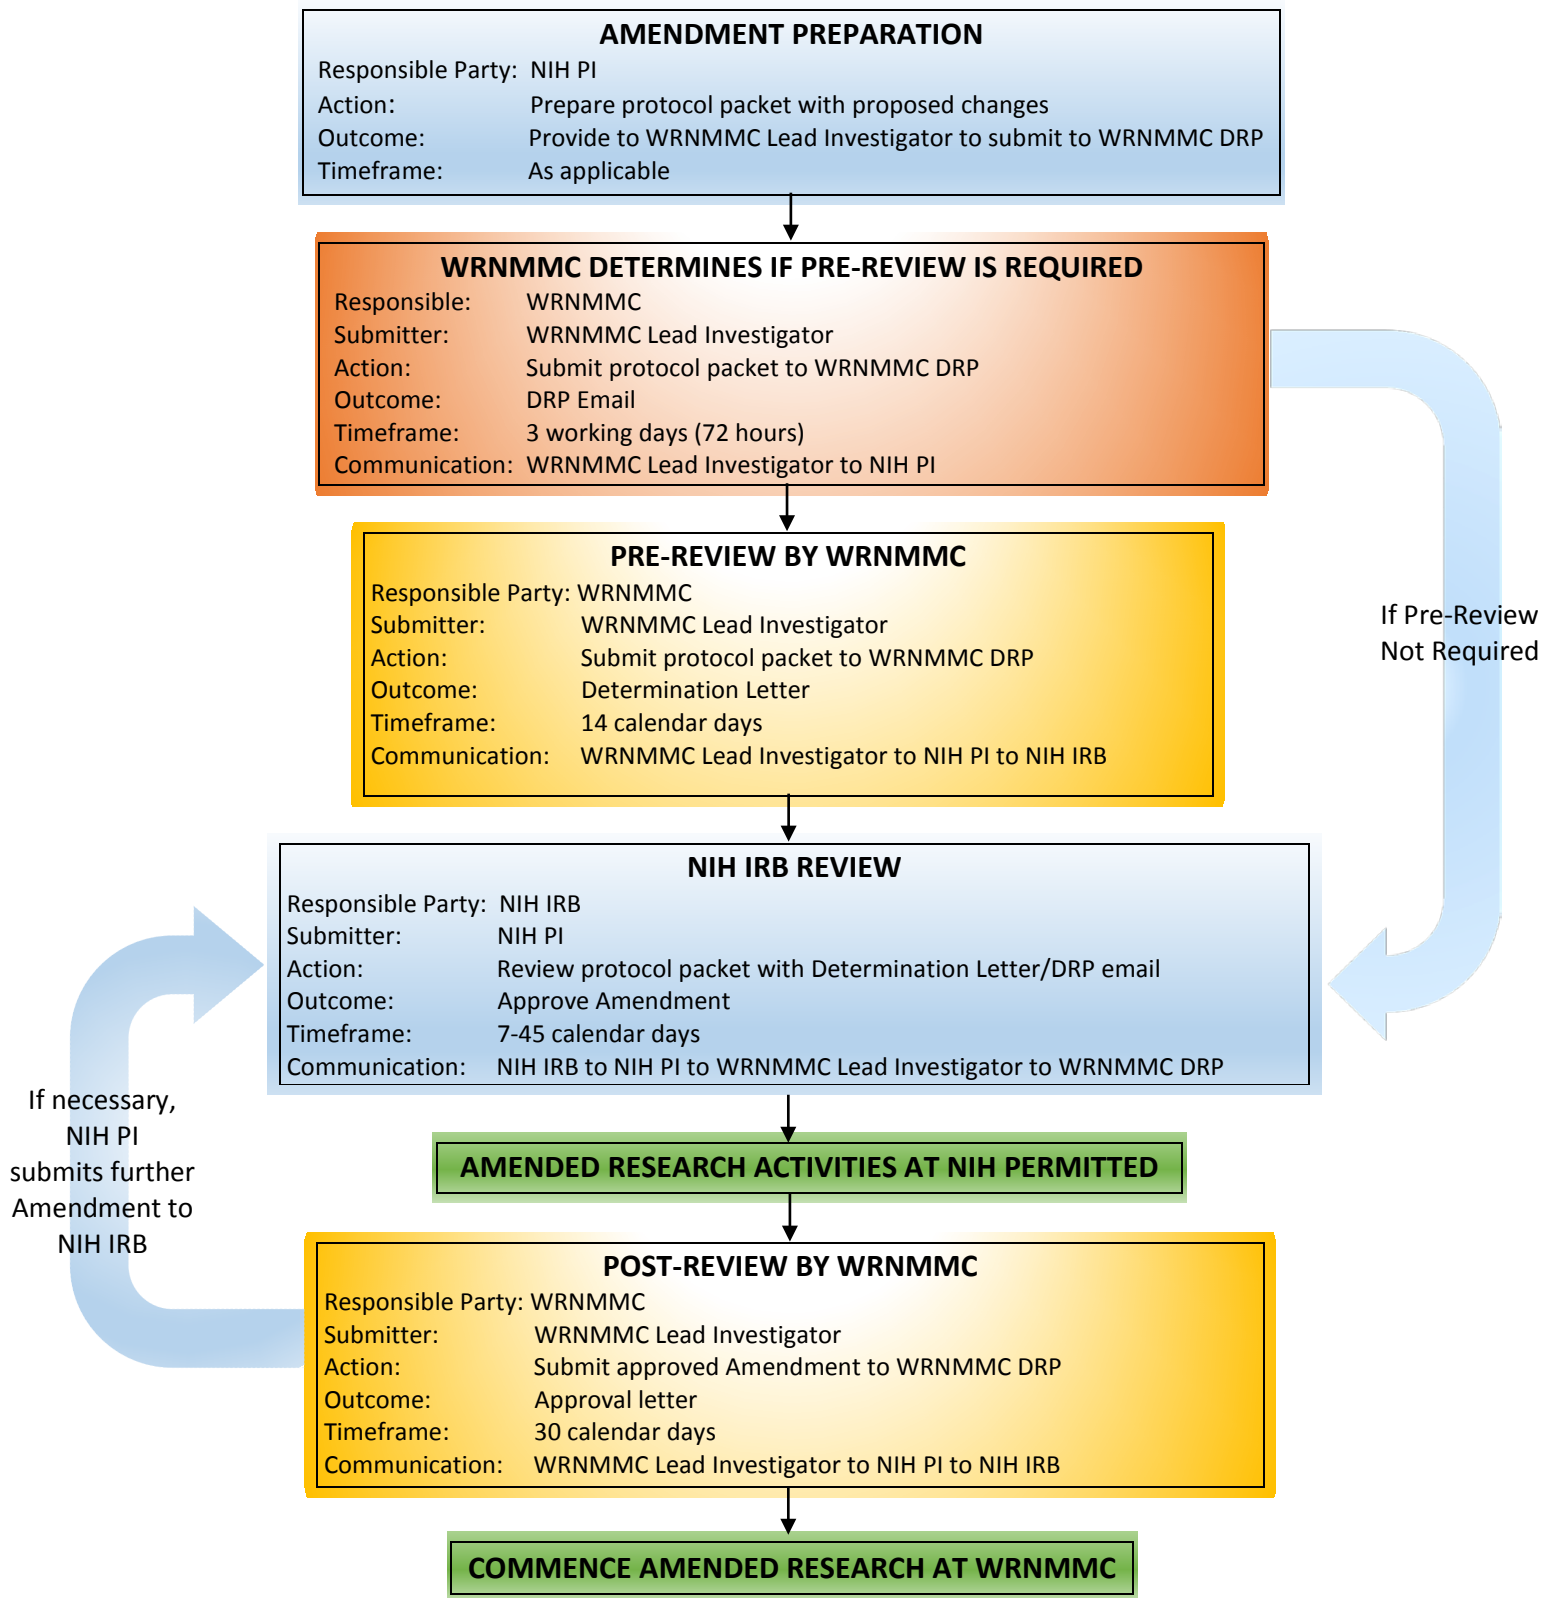 AMENDMENT PREPARATION
Responsible Party: NIH PI
Action: Prepare protocol packet with proposed changes
Outcome: Provide to WRNMMC Lead Investigator to submit to WRNMMC DRP
Timeframe: As applicable
WRNMMC DETERMINES IF PRE-REVIEW IS REQUIRED
Responsible: WRNMMC
Submitter: WRNMMC Lead Investigator
Action: Submit protocol packet to WRNMMC DRP
Outcome: DRP Email
Timeframe: 3 working days (72 hours)
Communication: WRNMMC Lead Investigator to NIH PI
PRE-REVIEW BY WRNMMC
Responsible Party: WRNMMC
Submitter: WRNMMC Lead Investigator
Action: Submit protocol packet to WRNMMC DRP
Outcome: Determination Letter
Timeframe: 14 calendar days
Communication: WRNMMC Lead Investigator to NIH PI to NIH IRB
If Pre-Review
Not Required
NIH IRB REVIEW
Responsible Party: NIH IRB
Submitter: NIH PI
Action: Review protocol packet with Determination Letter/DRP email
Outcome: Approve Amendment
Timeframe: 7-45 calendar days
Communication: NIH IRB to NIH PI to WRNMMC Lead Investigator to WRNMMC DRP
If necessary,
NIH PI
submits further
Amendment to
NIH IRB
AMENDED RESEARCH ACTIVITIES AT NIH PERMITTED
POST-REVIEW BY WRNMMC
Responsible Party: WRNMMC
Submitter: WRNMMC Lead Investigator
Action: Submit approved Amendment to WRNMMC DRP
Outcome: Approval letter
Timeframe: 30 calendar days
Communication: WRNMMC Lead Investigator to NIH PI to NIH IRB
COMMENCE AMENDED RESEARCH AT WRNMMC